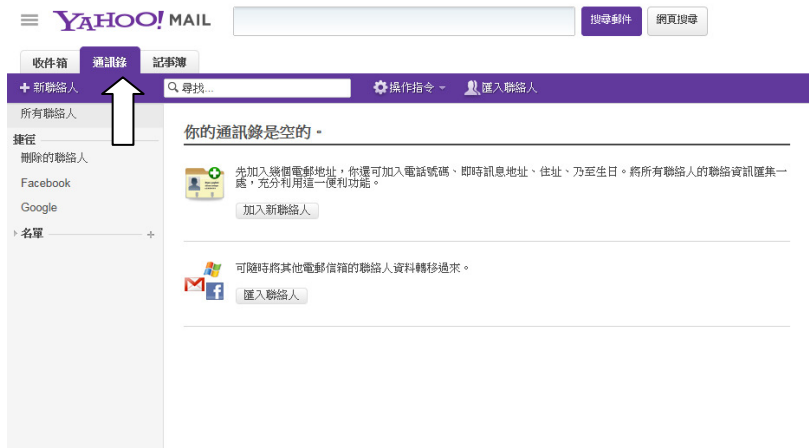 YAHOO! MAIL
搜尋郵件 網頁搜尋
收件箱 通訊錄 記事簿
+ 新聯絡人 尋找... 操作指令 匯入聯絡人
所有聯絡人
捷徑
刪除的聯絡人
Facebook
Google
名單 +
你的通訊錄是空的。
先加入幾個電郵地址，你還可加入電話號碼、即時訊息地址、住址、乃至生日。將所有聯絡人的聯絡資訊匯集一
處，充分利用這一便利功能。
加入新聯絡人
可隨時將其他電郵信箱的聯絡人資料轉移過來。
匯入聯絡人